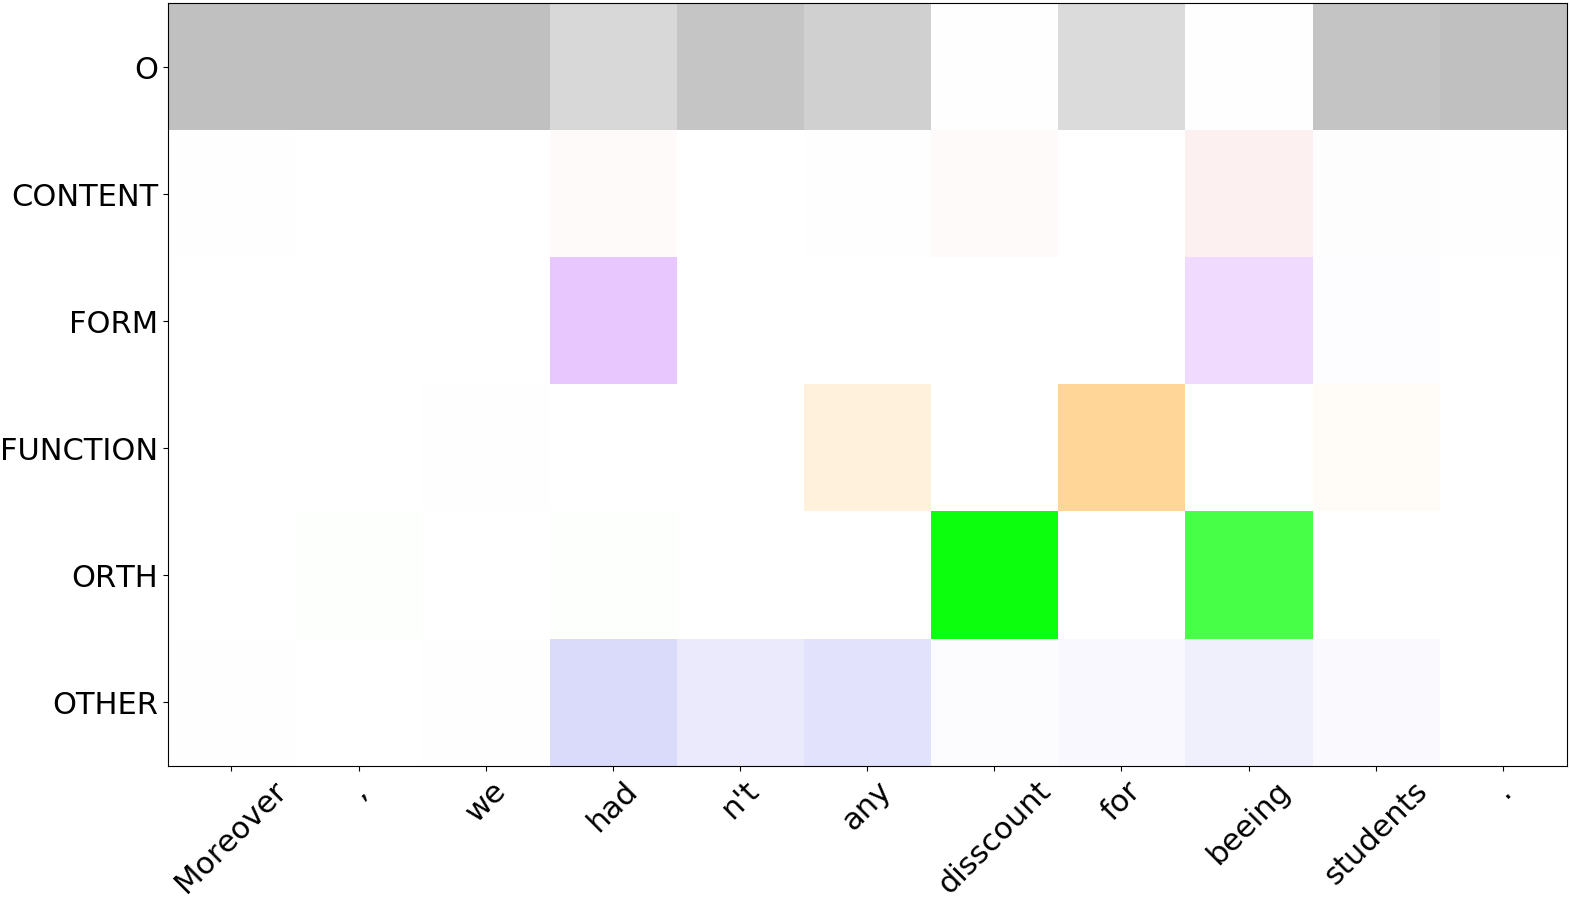 O
CONTENT
FORM
FUNCTION
ORTH
OTHER
Moreover , we had n't any disscount for beeing students .